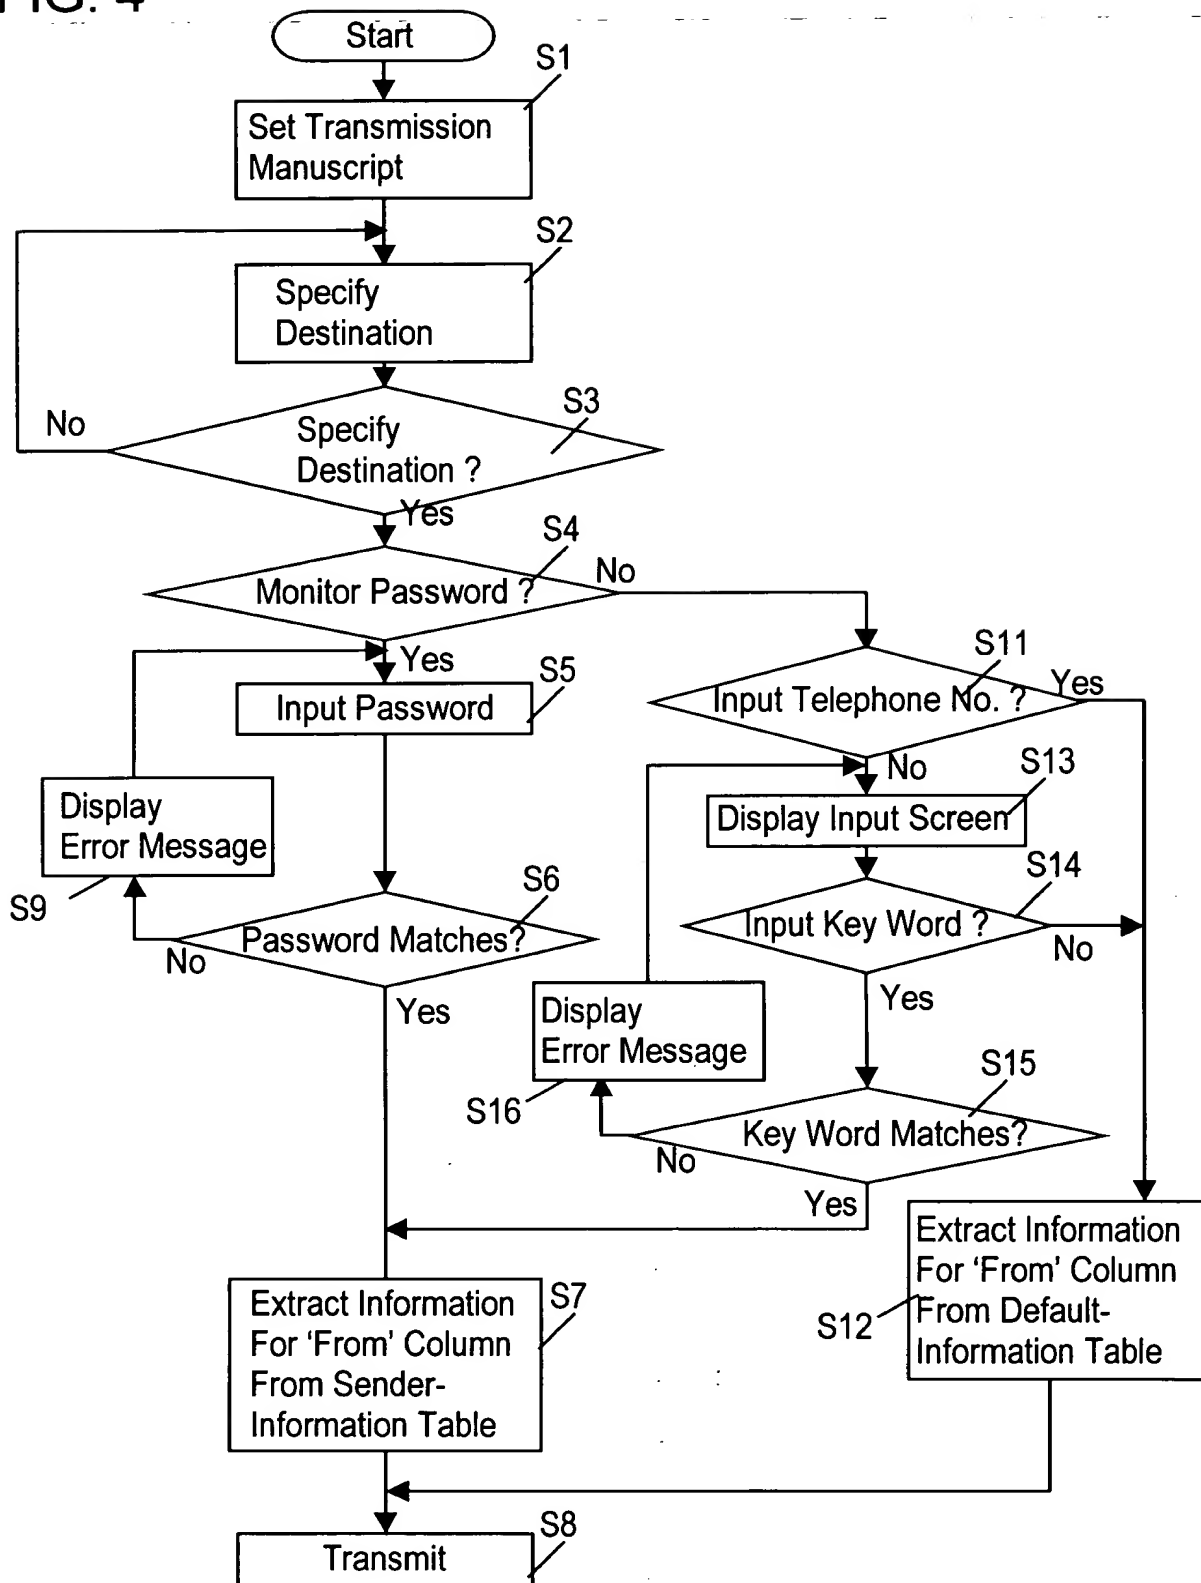 FIG. 4
Start
S1
Set Transmission
Manuscript
S2
Specify
Destination
S3
No
Specify
Destination ?
Yes
S4
Monitor Password ?
No
Yes
S5
Input Password
S11
Input Telephone No. ?
Yes
No
S13
Display Input Screen
Display
Error Message
S9
S6
Password Matches?
No
Yes
S14
Input Key Word ?
No
Yes
Display
Error Message
S16
S15
Key Word Matches?
No
Yes
S7
Extract Information
For ‘From’ Column
From Sender-
Information Table
S12
Extract Information
For ‘From’ Column
From Default-
Information Table
S8
Transmit